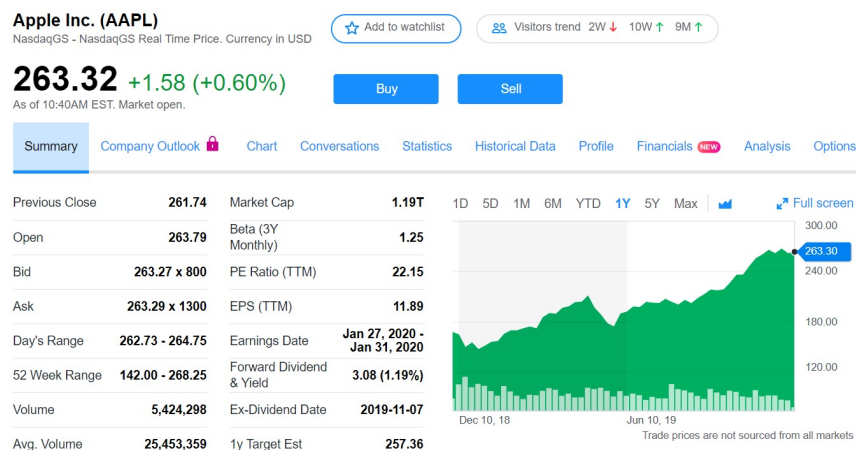 Apple Inc. (AAPL)
NasdaqGS - NasdaqGS Real Time Price. Currency in USD
Add to watchlist
Visitors trend 2W ↓ 10W ↑ 9M ↑
263.32 +1.58 (+0.60%)
As of 10:40AM EST. Market open.
Buy
Sell
Summary Company Outlook Chart Conversations Statistics Historical Data Profile Financials NEW Analysis Options
Previous Close 261.74
Open 263.79
Bid 263.27 x 800
Ask 263.29 x 1300
Day's Range 262.73 - 264.75
52 Week Range 142.00 - 268.25
Volume 5,424,298
Avg. Volume 25,453,359
Market Cap 1.19T
Beta (3Y
Monthly) 1.25
PE Ratio (TTM) 22.15
EPS (TTM) 11.89
Earnings Date Jan 27, 2020 -
Jan 31, 2020
Forward Dividend
& Yield 3.08 (1.19%)
Ex-Dividend Date 2019-11-07
1y Target Est 257.36
1D 5D 1M 6M YTD 1Y 5Y Max Full screen
300.00
263.30
240.00
180.00
120.00
Dec 10, 18 Jun 10, 19
Trade prices are not sourced from all markets